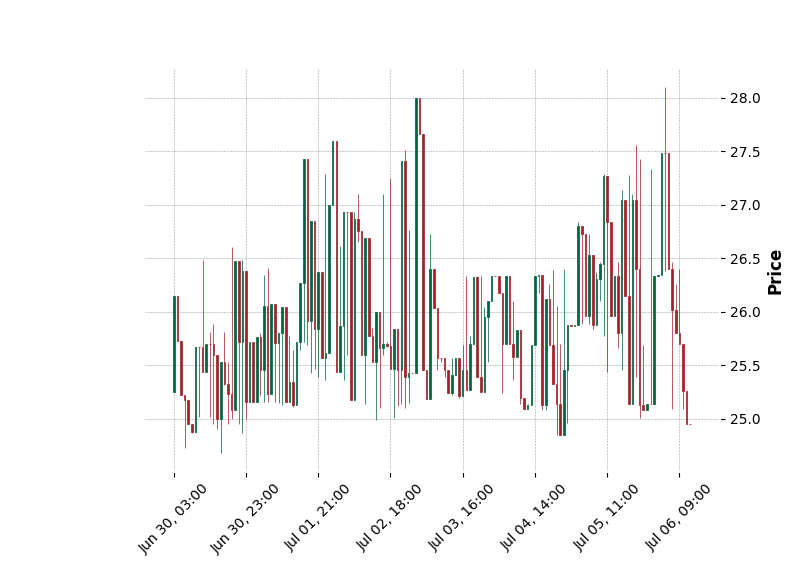 28.0
27.5
27.0
26.5
26.0
25.5
25.0
Price
Jun 30, 03:00
Jun 30, 23:00
Jul 01, 21:00
Jul 02, 18:00
Jul 03, 16:00
Jul 04, 14:00
Jul 05, 11:00
Jul 06, 09:00